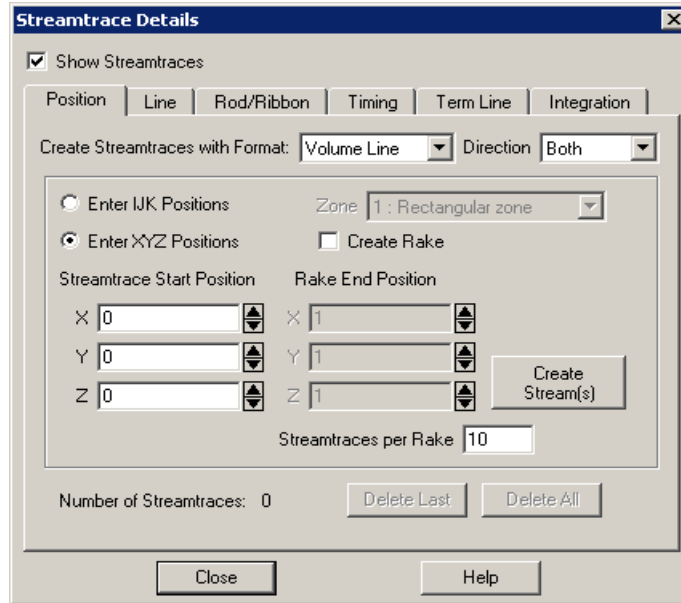 Streamtrace Details
Show Streamtraces
Position Line Rod/Ribbon Timing Term Line Integration
Create Streamtraces with Format: Volume Line Direction Both
Enter IJK Positions Zone 1 : Rectangular zone
Enter XYZ Positions Create Rake
Streamtrace Start Position Rake End Position
X 0 X 1
Y 0 Y 1
Z 0 Z 1
Create
Stream(s)
Streamtraces per Rake 10
Number of Streamtraces: 0 Delete Last Delete All
Close Help